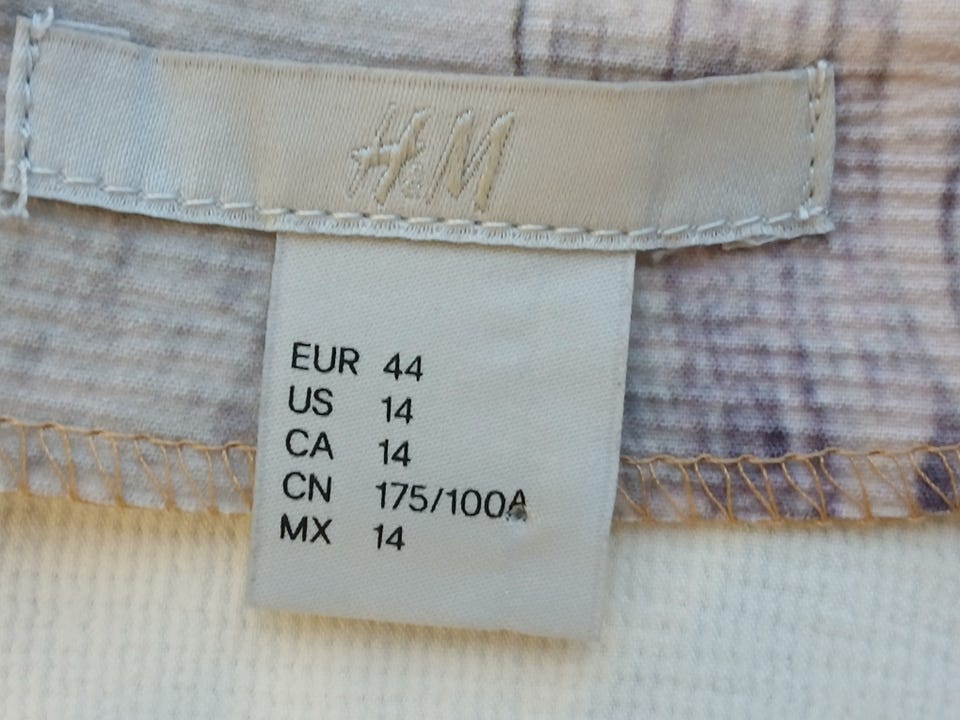 H&M
EUR 44
US 14
CA 14
CN 175/100A
MX 14